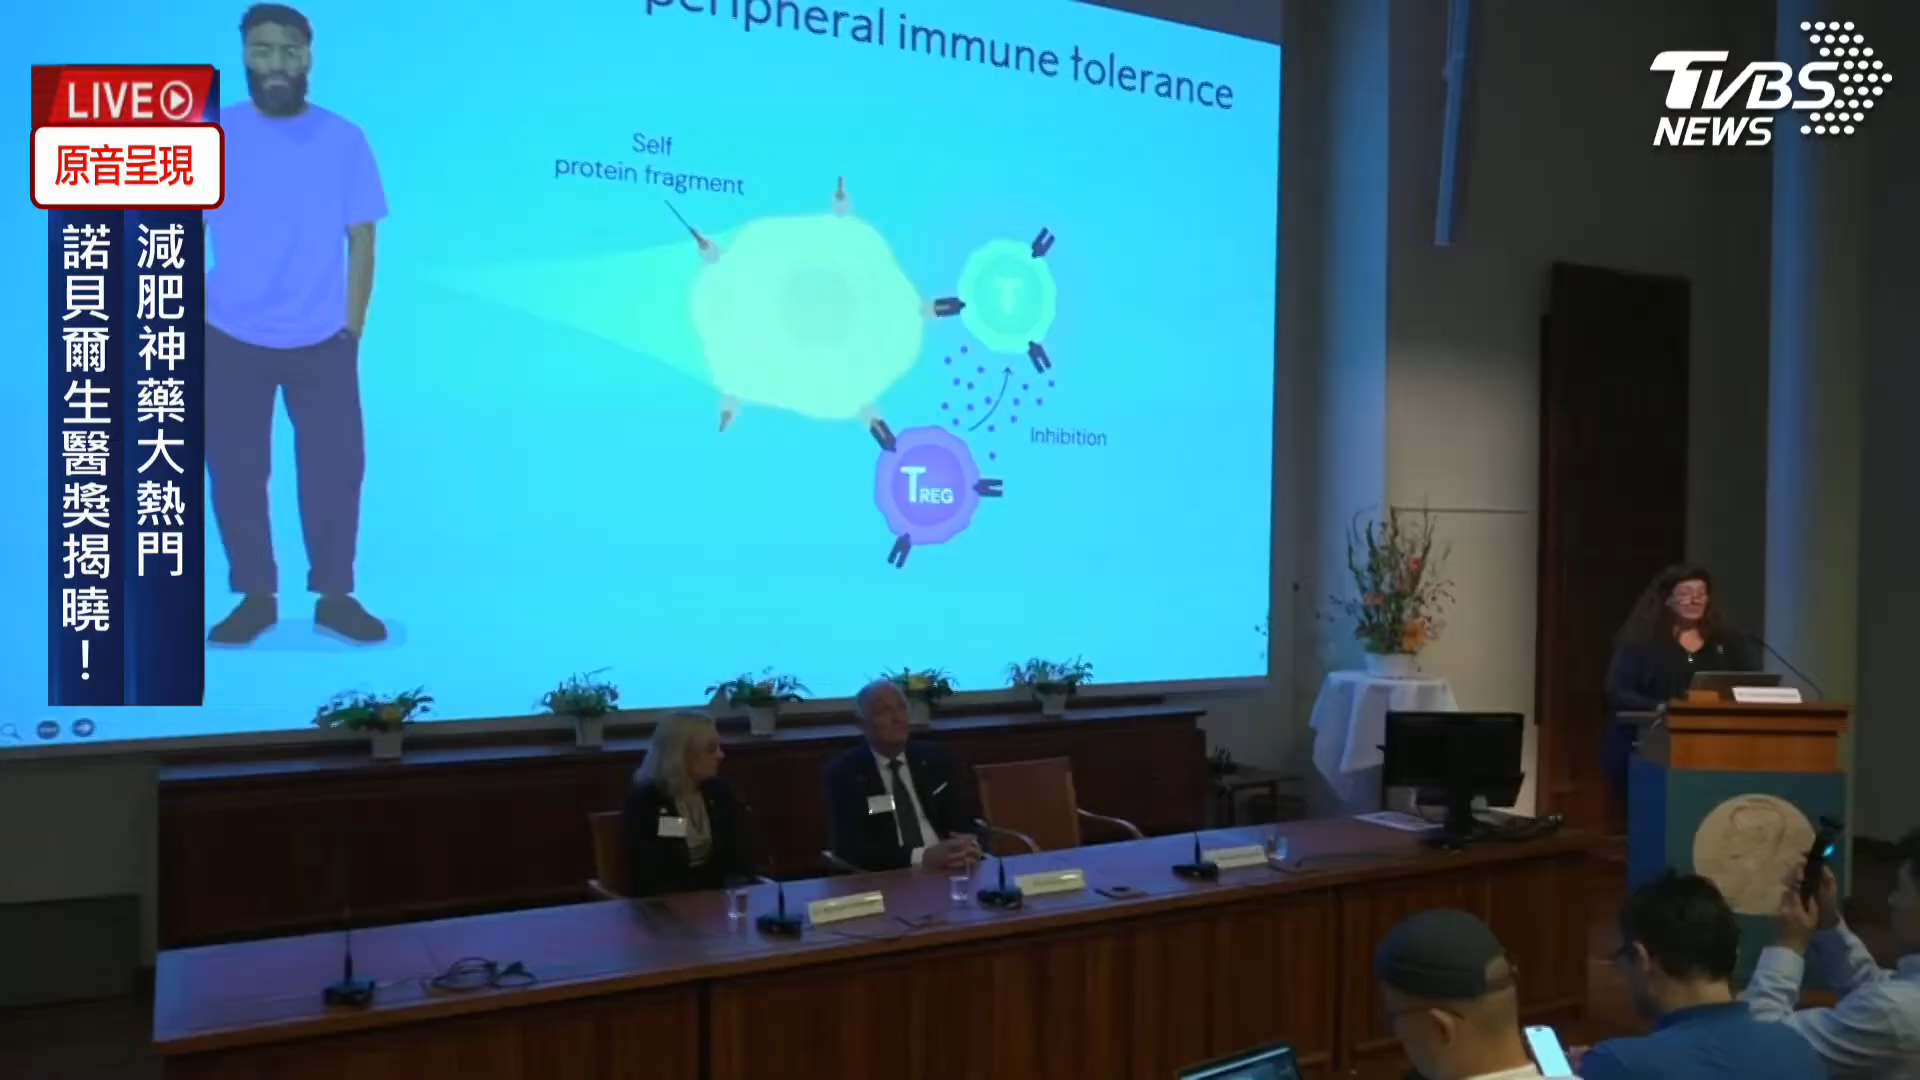 peripheral immune tolerance
LIVE
原音呈現
減肥神藥大熱門
諾貝爾生醫獎揭曉！
TVBS
NEWS
Self
protein fragment
T
TREG
Inhibition